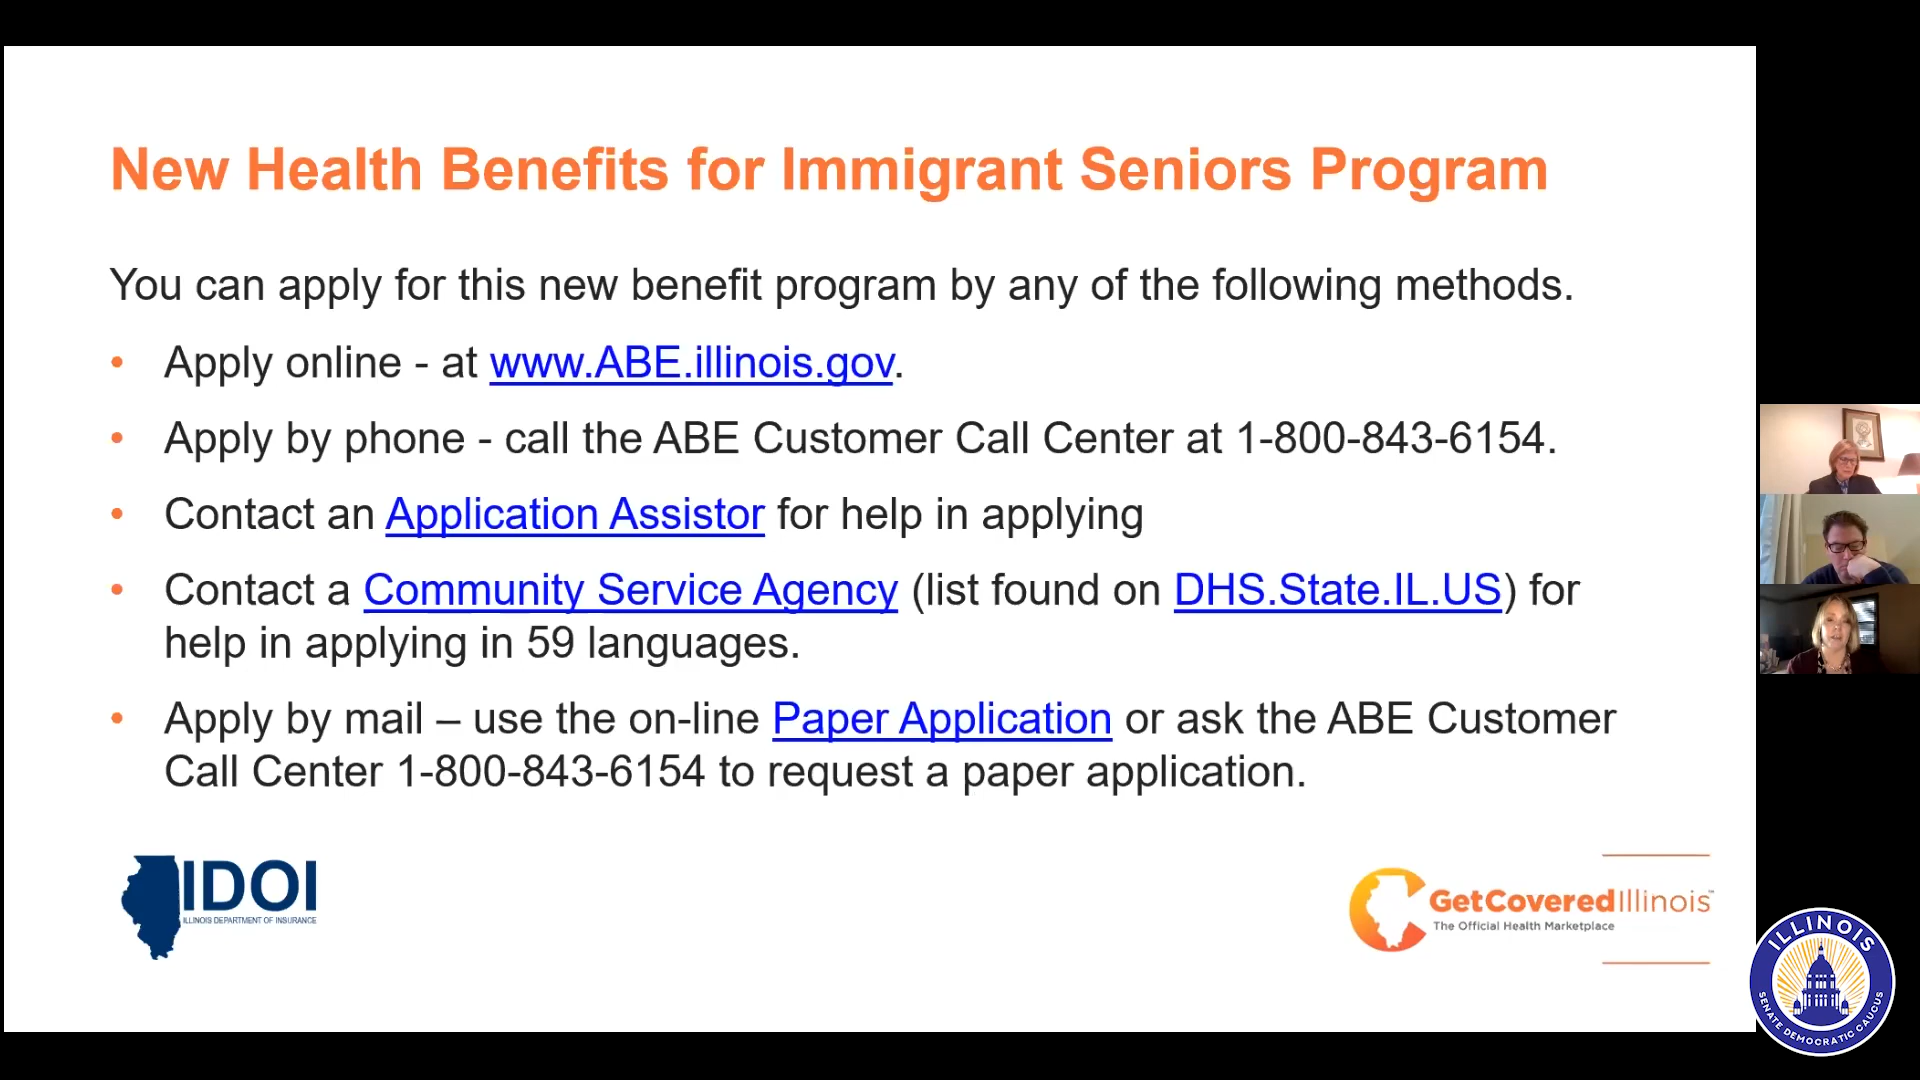 New Health Benefits for Immigrant Seniors Program
You can apply for this new benefit program by any of the following methods.
• Apply online - at www.ABE.illinois.gov.
• Apply by phone - call the ABE Customer Call Center at 1-800-843-6154.
• Contact an Application Assistor for help in applying
• Contact a Community Service Agency (list found on DHS.State.IL.US) for
help in applying in 59 languages.
• Apply by mail – use the on-line Paper Application or ask the ABE Customer
Call Center 1-800-843-6154 to request a paper application.
IDOI
ILLINOIS DEPARTMENT OF INSURANCE
GetCoveredIllinois™
The Official Health Marketplace
ILLINOIS
SENATE DEMOCRATIC CAUCUS